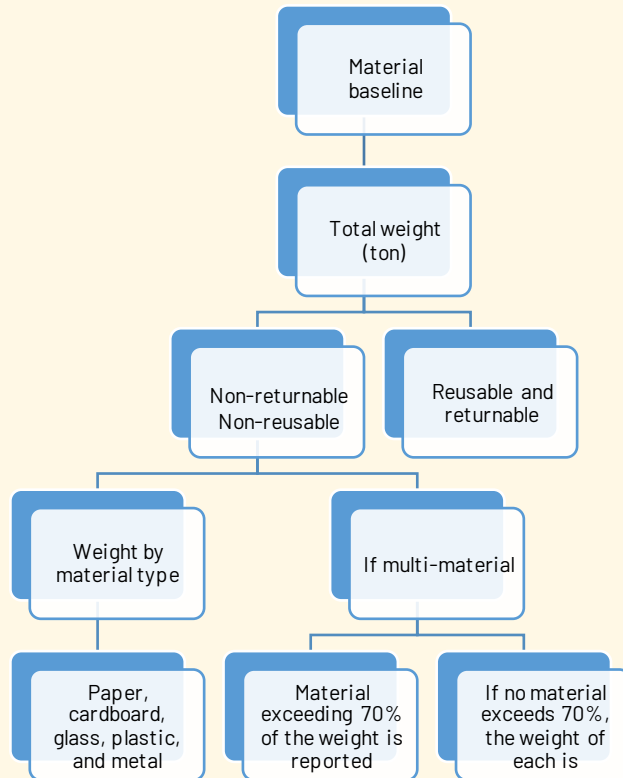 Material
baseline
Total weight
(ton)
Non-returnable
Non-reusable
Reusable and
returnable
Weight by
material type
If multi-material
Paper,
cardboard,
glass, plastic,
and metal
Material
exceeding 70%
of the weight is
reported
If no material
exceeds 70%,
the weight of
each is